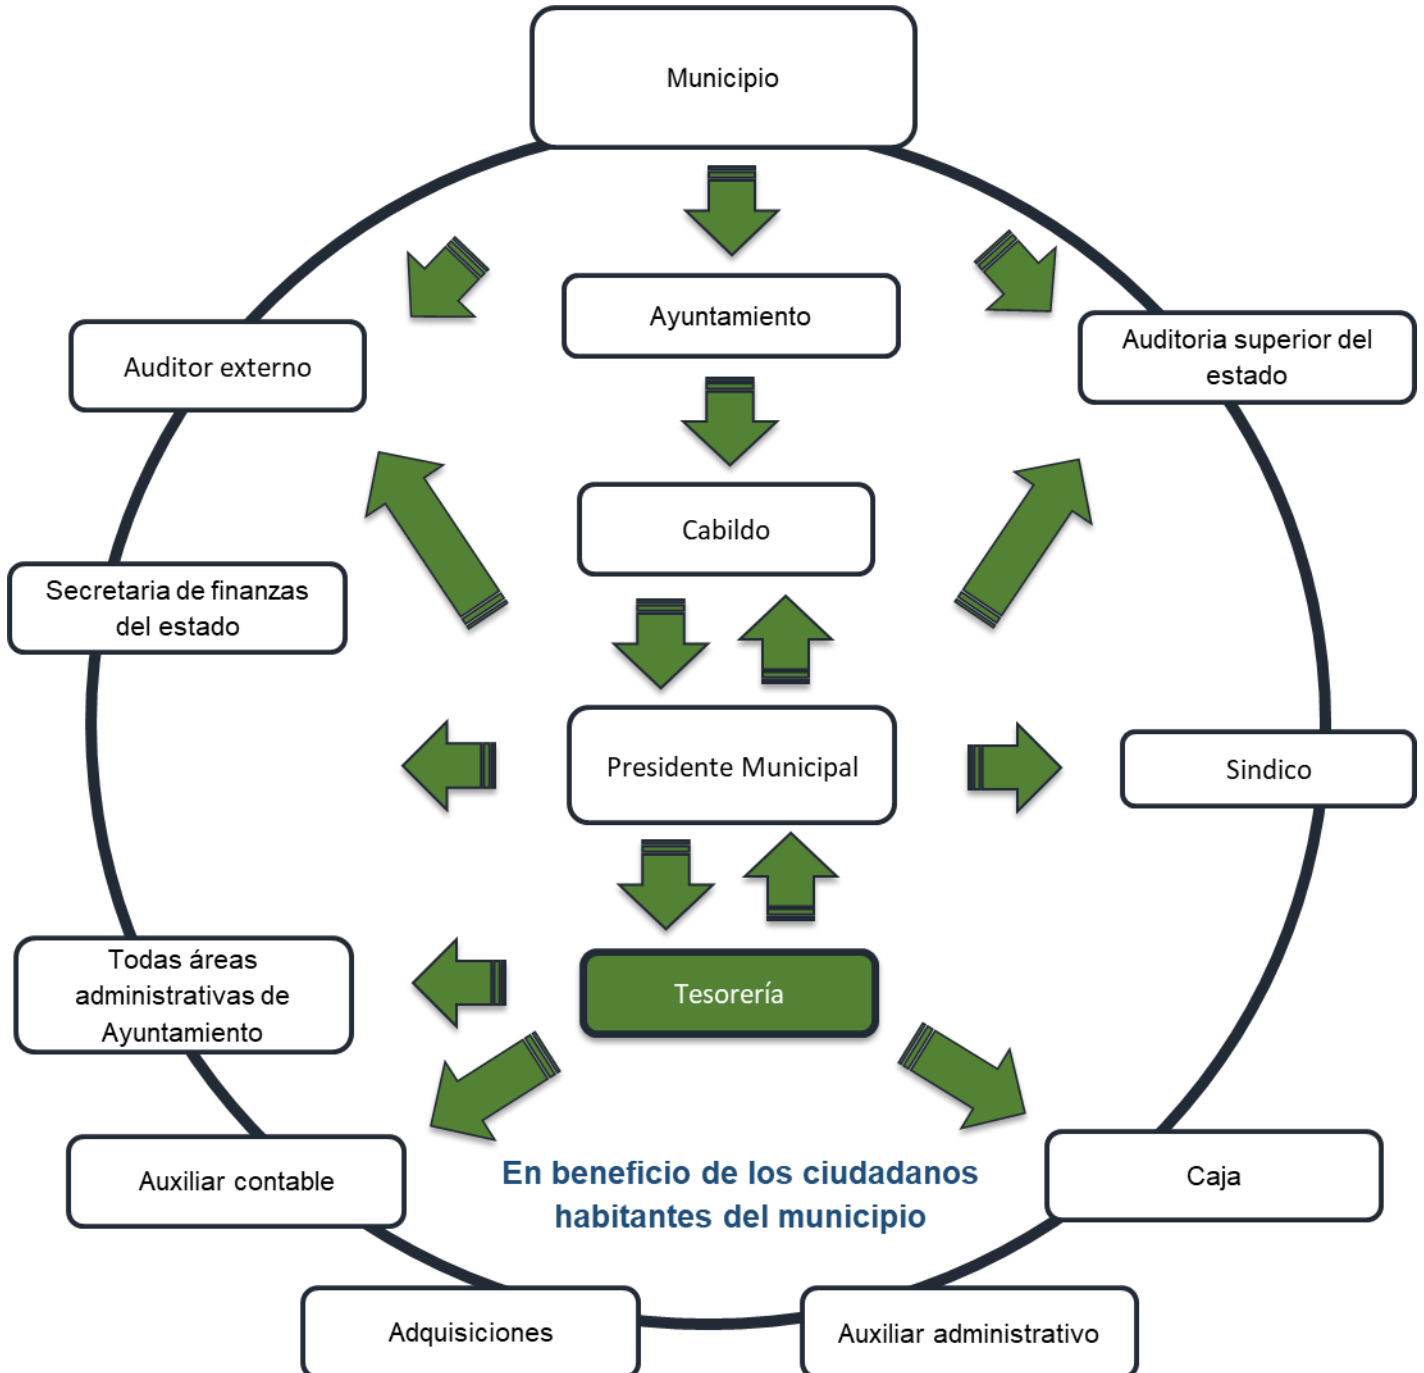 Municipio
Ayuntamiento
Auditor externo
Auditoria superior del
estado
Cabildo
Secretaria de finanzas
del estado
Presidente Municipal
Sindico
Todas áreas
administrativas de
Ayuntamiento
Tesorería
Auxiliar contable
En beneficio de los ciudadanos
habitantes del municipio
Caja
Adquisiciones
Auxiliar administrativo